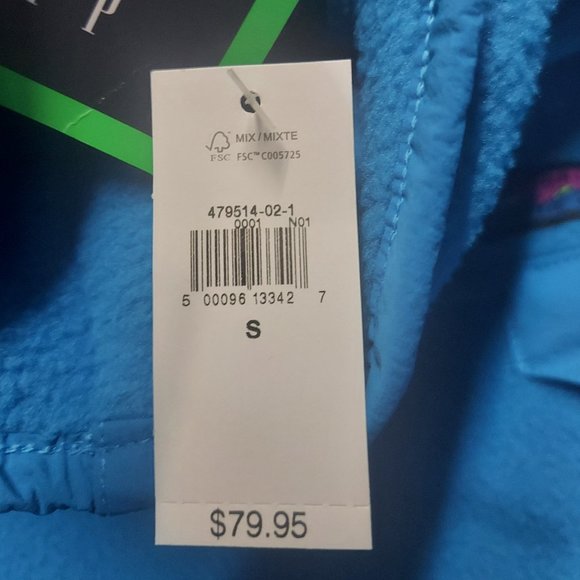 A P
MIX / MIXTE
FSC FSC™ C005725
479514-02-1
0001 N01
5 00096 13342 7
S
$79.95